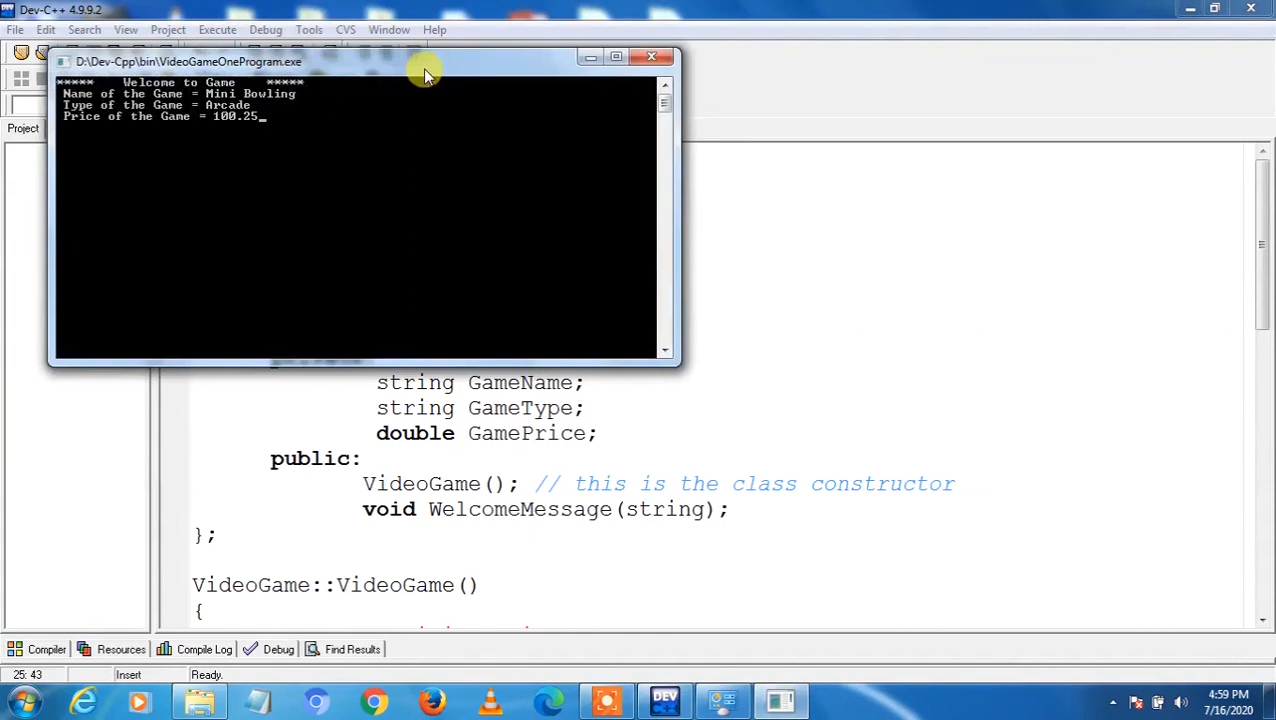 Dev-C++ 4.9.9.2
File Edit Search View Project Execute Debug Tools CVS Window Help
D:\Dev-Cpp\bin\VideoGameOneProgram.exe
***** Welcome to Game *****
Name of the Game = Mini Bowling
Type of the Game = Arcade
Price of the Game = 100.25_
Project
string GameName;
string GameType;
double GamePrice;
public:
VideoGame(); // this is the class constructor
void WelcomeMessage(string);
};
VideoGame::VideoGame()
{
Compiler Resources Compile Log Debug Find Results
25: 43 Insert Ready.
DEV
C++
4:59 PM
7/16/2020